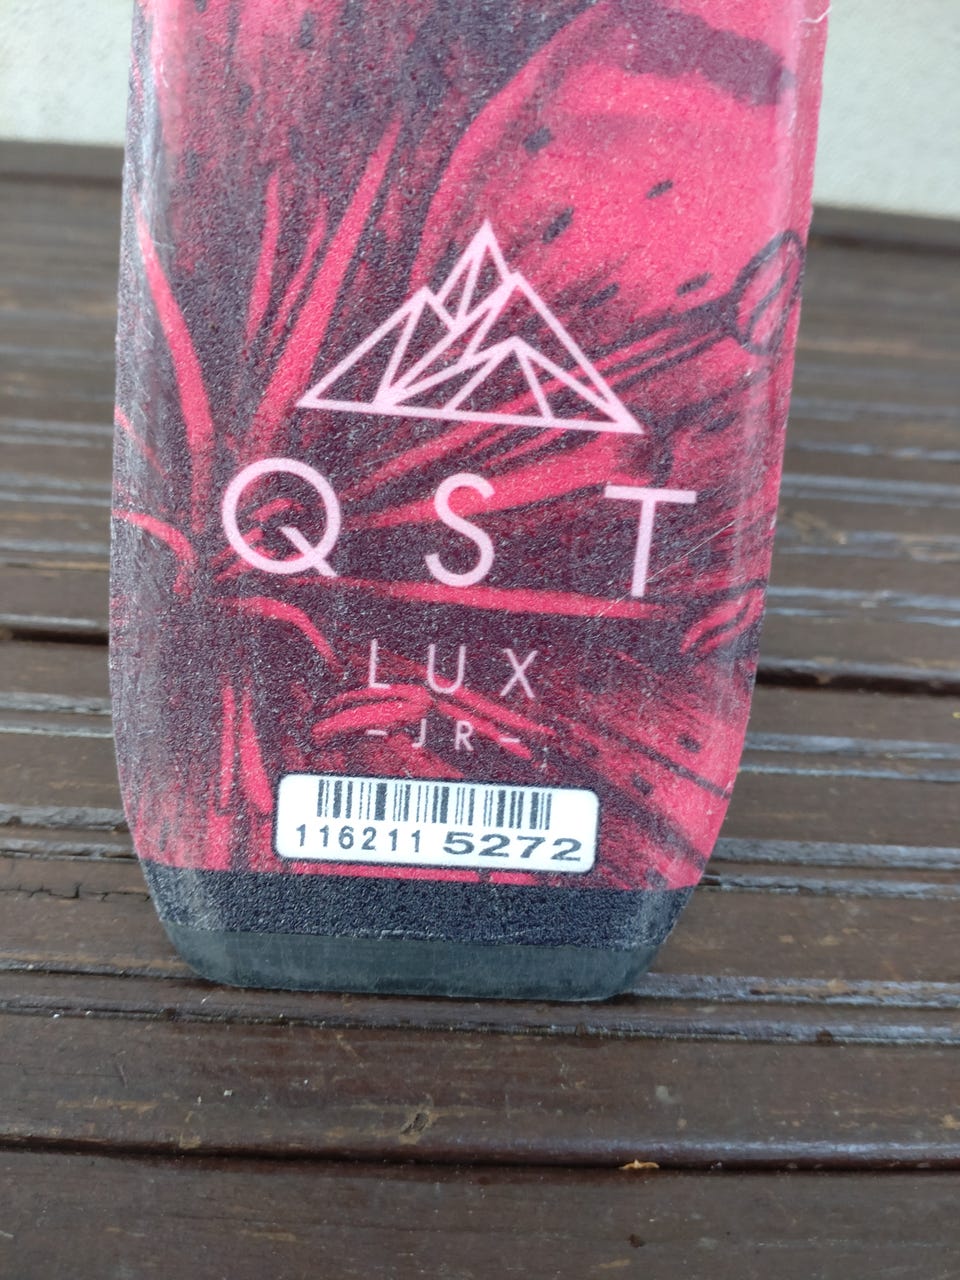 QST
LUX
-JR-
116211 5272